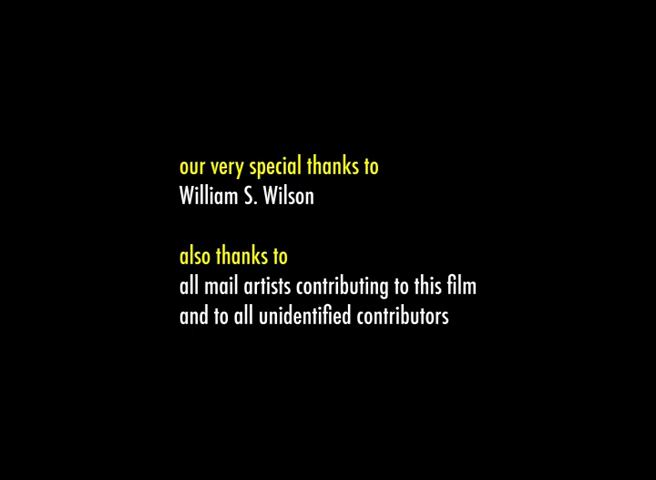 our very special thanks to
William S. Wilson
also thanks to
all mail artists contributing to this film
and to all unidentified contributors